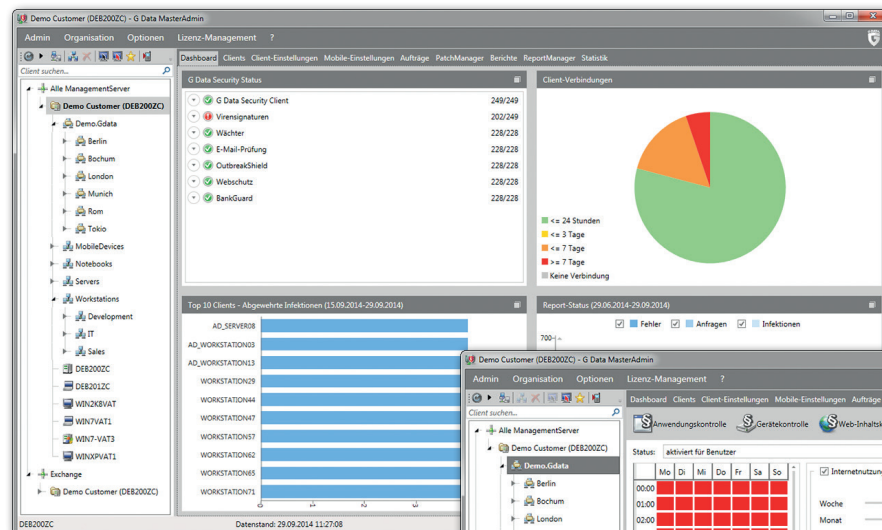 Demo Customer (DEB200ZC) - G Data MasterAdmin
Admin Organisation Optionen Lizenz-Management ?
Dashboard Clients Client-Einstellungen Mobile-Einstellungen Aufträge PatchManager Berichte ReportManager Statistik
Client suchen...
Alle ManagementServer
Demo Customer (DEB200ZC)
Demo.Gdata
Berlin
Bochum
London
Munich
Rom
Tokio
MobileDevices
Notebooks
Servers
Workstations
Development
IT
Sales
DEB200ZC
DEB201ZC
WIN2K8VAT
WIN7VAT1
WIN7-VAT3
WINXPVAT1
Exchange
Demo Customer (DEB200ZC)
G Data Security Status
G Data Security Client 249/249
Virensignaturen 202/249
Wächter 228/228
E-Mail-Prüfung 228/228
OutbreakShield 228/228
Webschutz 228/228
BankGuard 228/228
Client-Verbindungen
<= 24 Stunden
<= 3 Tage
<= 7 Tage
>= 7 Tage
Keine Verbindung
Top 10 Clients - Abgewehrte Infektionen (15.09.2014-29.09.2014)
AD_SERVER08
AD_WORKSTATION03
AD_WORKSTATION13
WORKSTATION29
WORKSTATION44
WORKSTATION47
WORKSTATION57
WORKSTATION62
WORKSTATION65
WORKSTATION71
0 1 2 3
Report-Status (29.06.2014-29.09.2014)
Fehler Anfragen Infektionen
700
DEB200ZC Datenstand: 29.09.2014 11:27:08
Demo Customer (DEB200ZC) - G Data MasterAdmin
Admin Organisation Optionen Lizenz-Management ?
Dashboard Clients Client-Einstellungen Mobile-Einstellungen Aufträge
Client suchen...
Alle ManagementServer
Demo Customer (DEB200ZC)
Demo.Gdata
Berlin
Bochum
London
Anwendungskontrolle Gerätekontrolle Web-Inhaltsk
Status: aktiviert für Benutzer
Mo Di Mi Do Fr Sa So
00:00
01:00
02:00
Internetnutzung
Woche
Monat